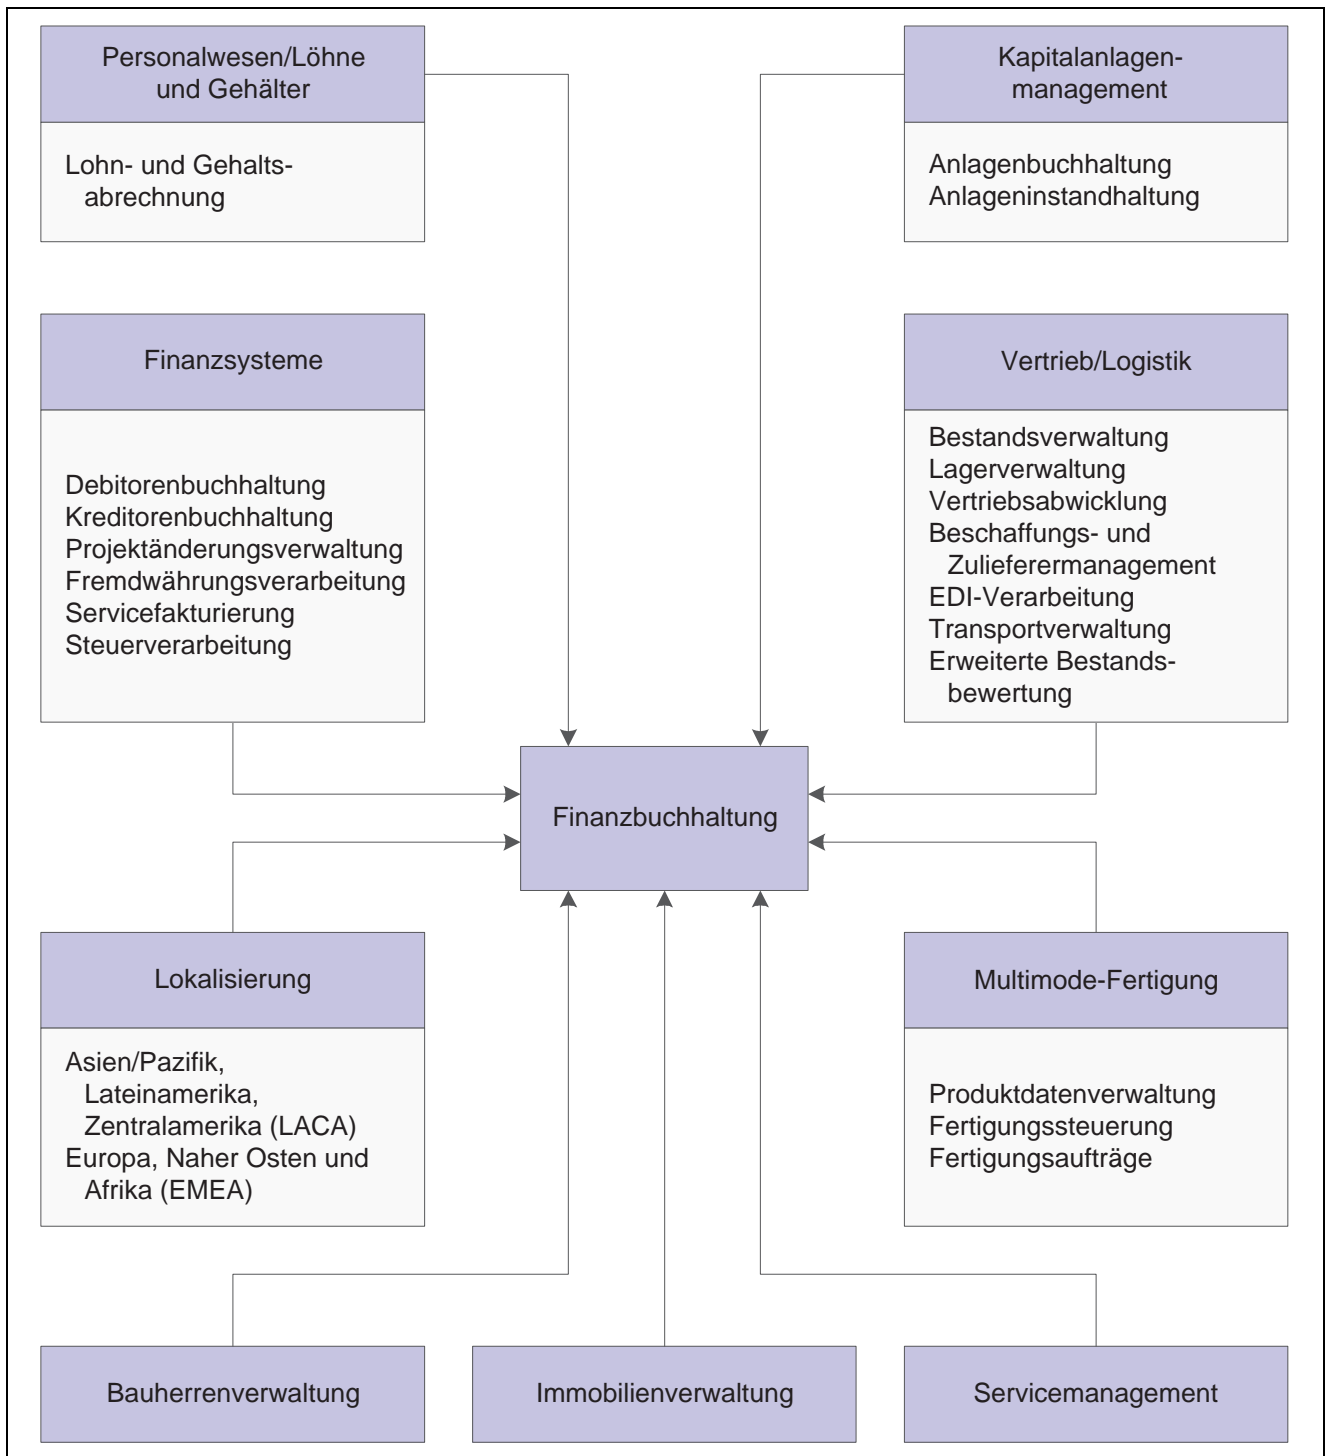 Personalwesen/Löhne
und Gehälter
Lohn- und Gehalts-
abrechnung
Kapitalanlagen-
management
Anlagenbuchhaltung
Anlageninstandhaltung
Finanzsysteme
Debitorenbuchhaltung
Kreditorenbuchhaltung
Projektänderungsverwaltung
Fremdwährungsverarbeitung
Servicefakturierung
Steuerverarbeitung
Vertrieb/Logistik
Bestandsverwaltung
Lagerverwaltung
Vertriebsabwicklung
Beschaffungs- und
Zulieferermanagement
EDI-Verarbeitung
Transportverwaltung
Erweiterte Bestands-
bewertung
Finanzbuchhaltung
Lokalisierung
Asien/Pazifik,
Lateinamerika,
Zentralamerika (LACA)
Europa, Naher Osten und
Afrika (EMEA)
Multimode-Fertigung
Produktdatenverwaltung
Fertigungssteuerung
Fertigungsaufträge
Bauherrenverwaltung
Immobilienverwaltung
Servicemanagement